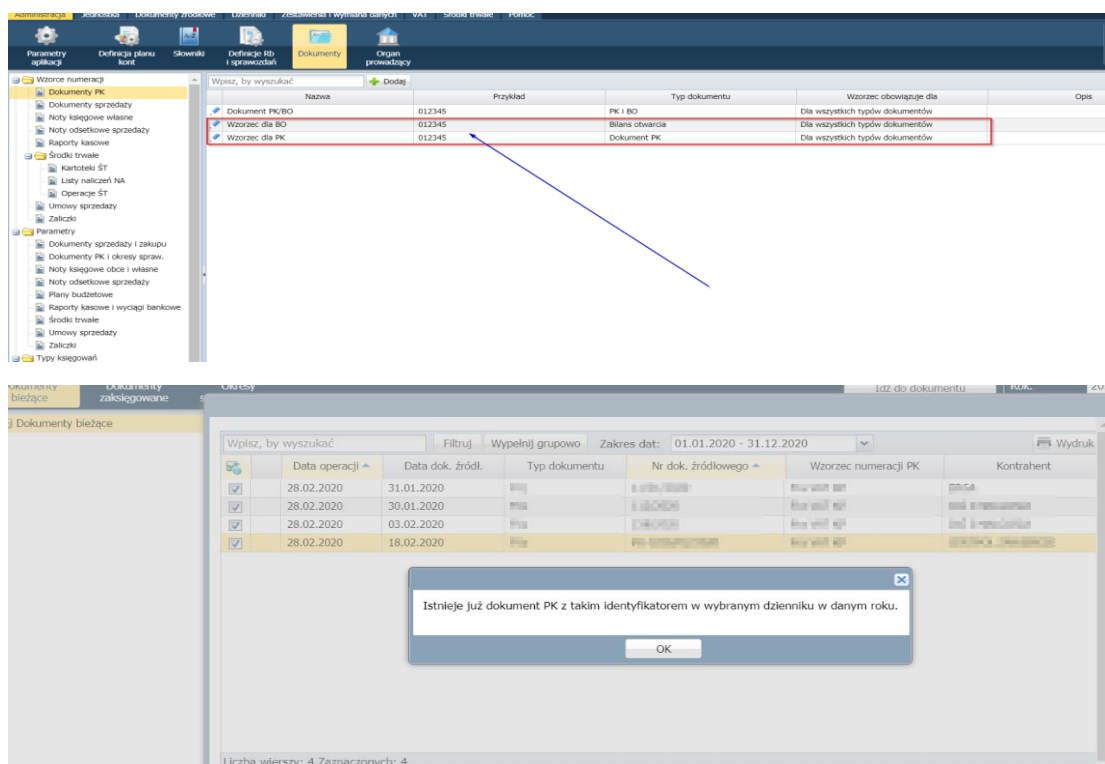 Administracja Jednostka Dokumenty źródłowe Dzienniki Zestawienia i wymiana danych VAT Środki trwałe Pomoc
Parametry aplikacji Definicja planu kont Słowniki Definicje Rb i sprawozdań Dokumenty Organ prowadzący
Wzorce numeracji
Dokumenty PK
Dokumenty sprzedaży
Noty księgowe własne
Noty odsetkowe sprzedaży
Raporty kasowe
Środki trwałe
Kartoteki ŚT
Listy naliczeń NA
Operacje ŚT
Umowy sprzedaży
Zaliczki
Parametry
Dokumenty sprzedaży i zakupu
Dokumenty PK i okresy spraw.
Noty księgowe obce i własne
Noty odsetkowe sprzedaży
Plany budżetowe
Raporty kasowe i wyciągi bankowe
Środki trwałe
Umowy sprzedaży
Zaliczki
Typy księgowań
Wpisz, by wyszukać Dodaj
Nazwa Przykład Typ dokumentu Wzorzec obowiązuje dla Opis
Dokument PK/BO 012345 PK i BO Dla wszystkich typów dokumentów
Wzorzec dla BO 012345 Bilans otwarcia Dla wszystkich typów dokumentów
Wzorzec dla PK 012345 Dokument PK Dla wszystkich typów dokumentów
Dokumenty bieżące Dokumenty zaksięgowane Okresy Idź do dokumentu Rok: 20
Dokumenty bieżące
Wpisz, by wyszukać Filtruj Wypełnij grupowo Zakres dat: 01.01.2020 - 31.12.2020 Wydruk
Data operacji Data dok. źródł. Typ dokumentu Nr dok. źródłowego Wzorzec numeracji PK Kontrahent
28.02.2020 31.01.2020
28.02.2020 30.01.2020
28.02.2020 03.02.2020
28.02.2020 18.02.2020
Istnieje już dokument PK z takim identyfikatorem w wybranym dzienniku w danym roku.
OK
Liczba wierszy: 4 Zaznaczonych: 4